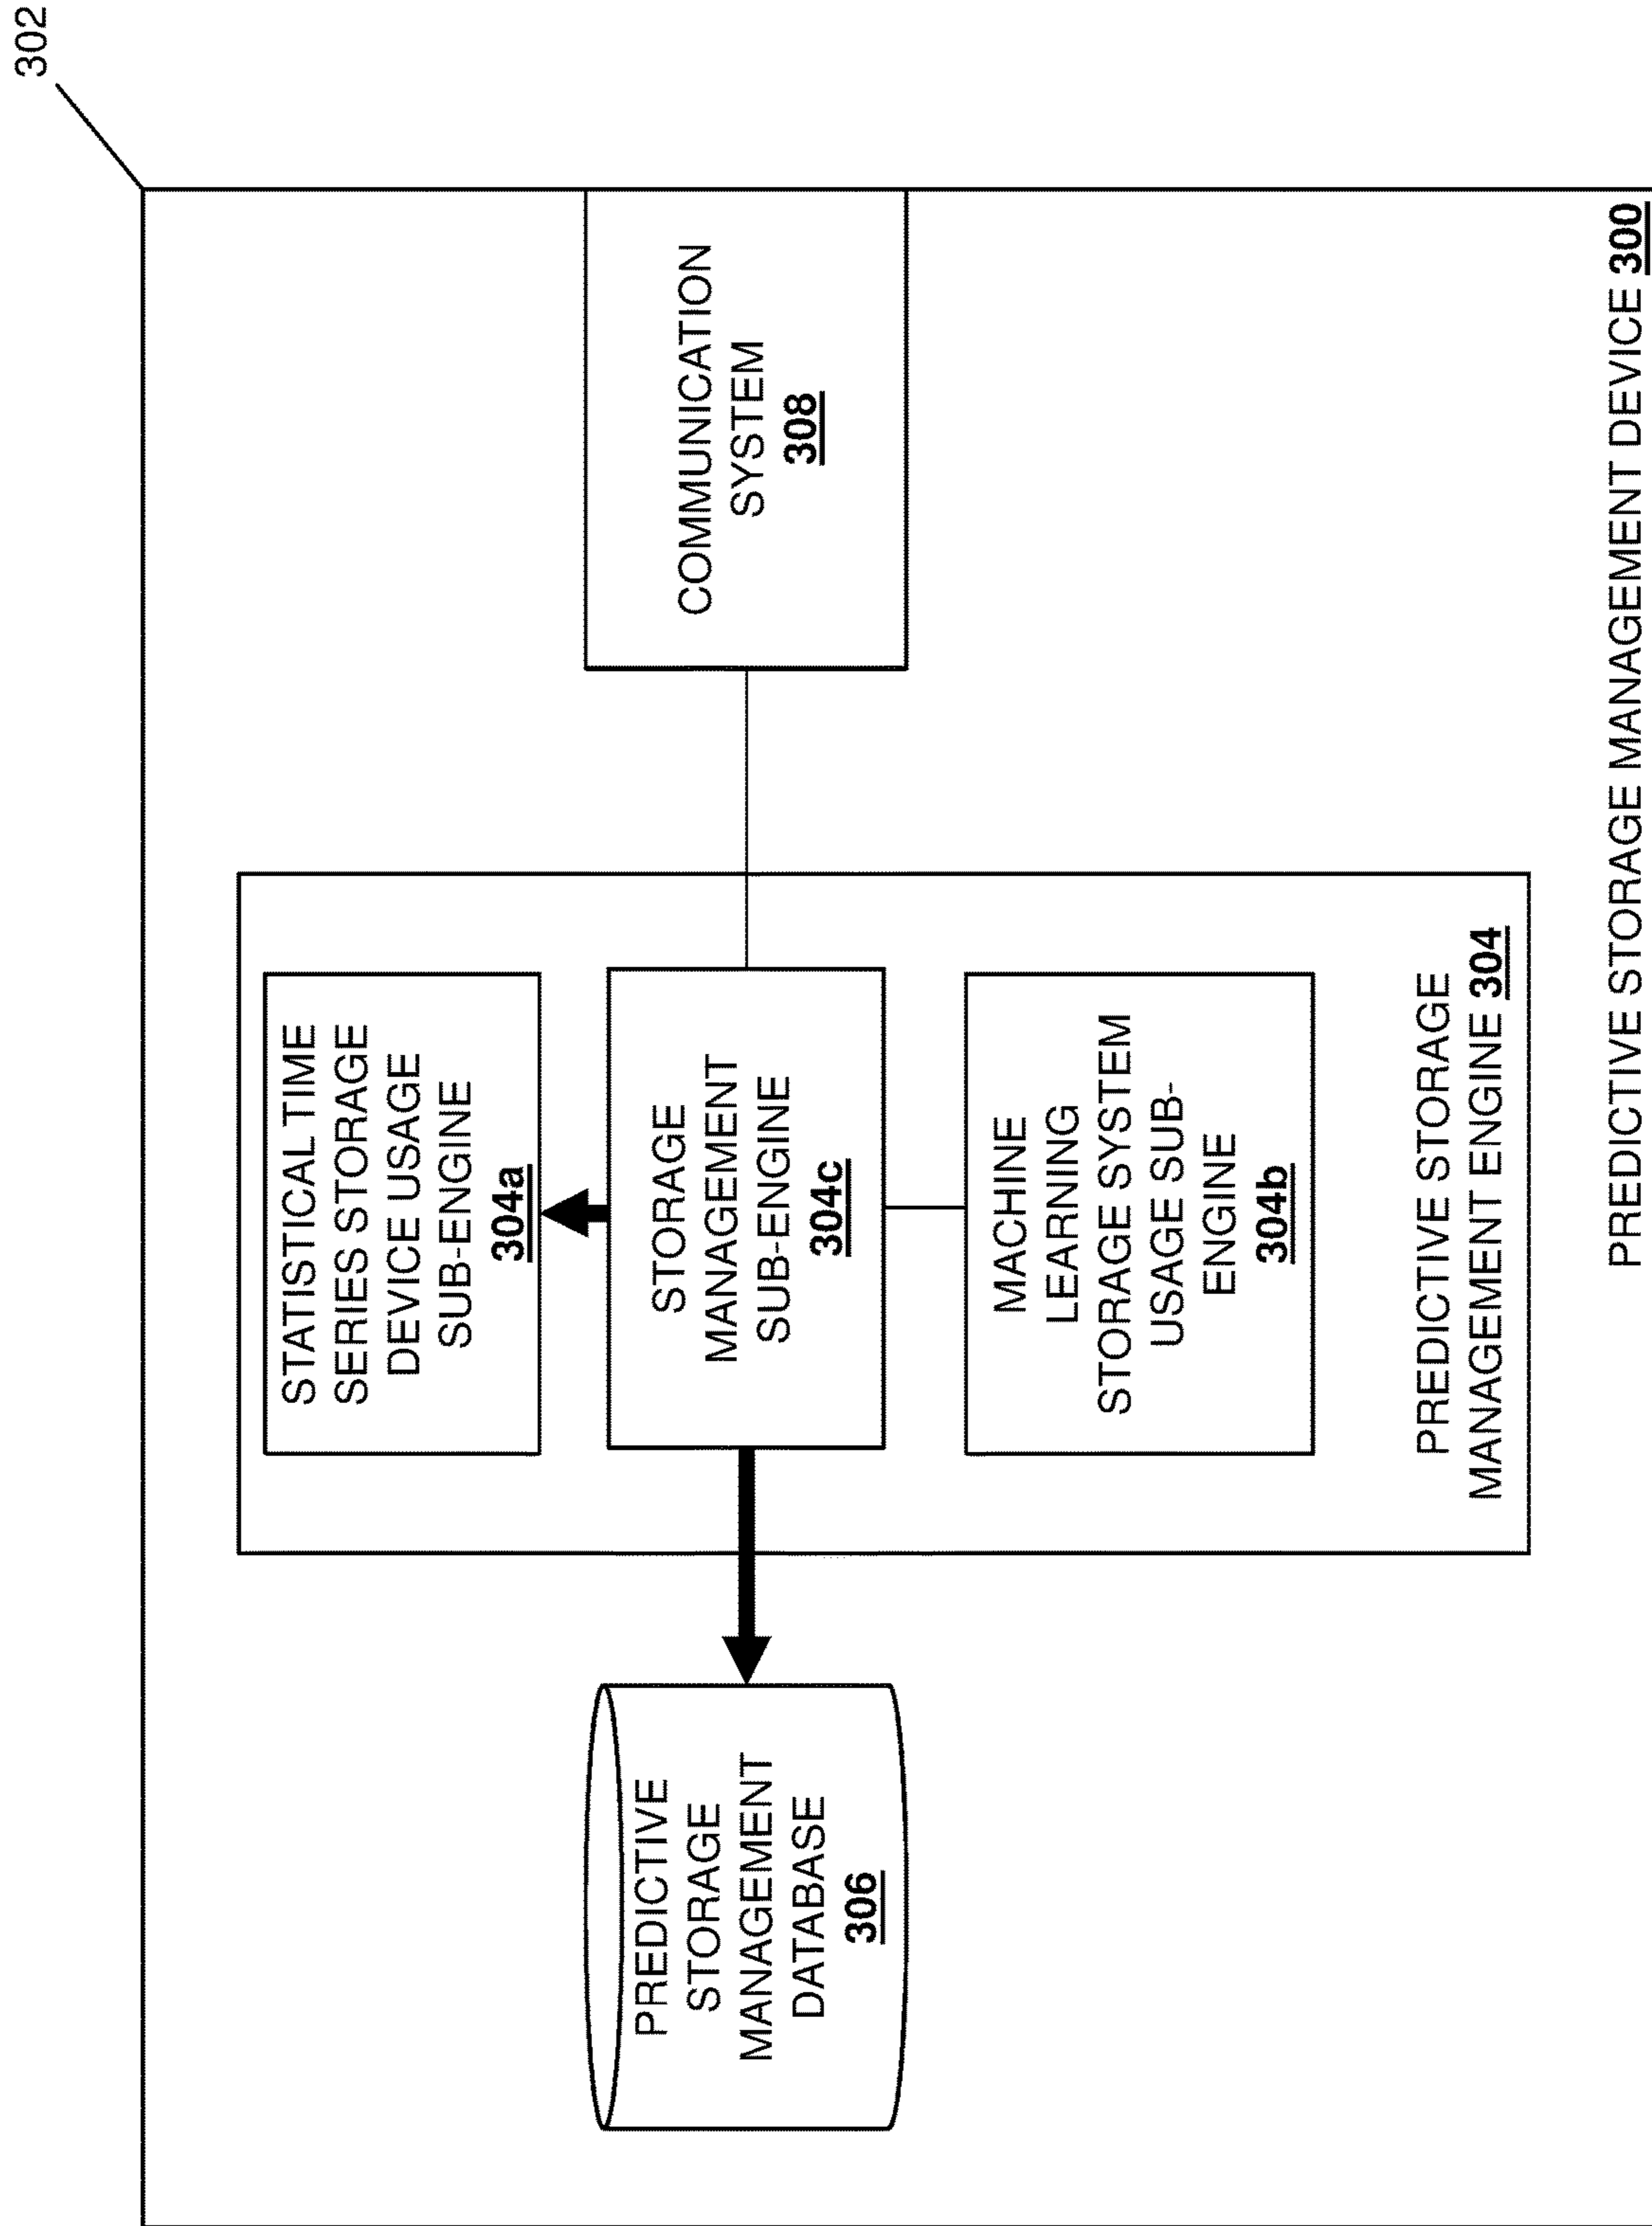 302
STATISTICAL TIME
SERIES STORAGE
DEVICE USAGE
SUB-ENGINE
304a
PREDICTIVE
STORAGE
MANAGEMENT
DATABASE
306
STORAGE
MANAGEMENT
SUB-ENGINE
304c
COMMUNICATION
SYSTEM
308
MACHINE
LEARNING
STORAGE SYSTEM
USAGE SUB-
ENGINE
304b
PREDICTIVE STORAGE
MANAGEMENT ENGINE 304
PREDICTIVE STORAGE MANAGEMENT DEVICE 300